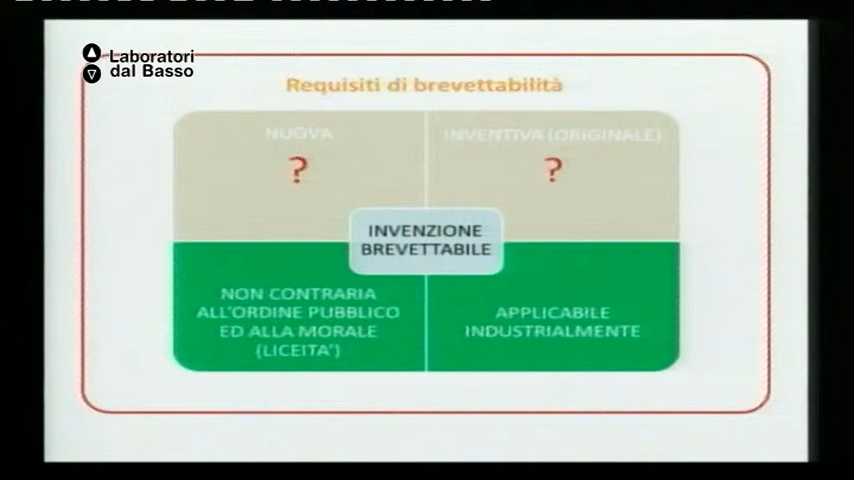 Laboratori
dal Basso
Requisiti di brevettabilità
NUOVA
?
INVENTIVA (ORIGINALE)
?
INVENZIONE
BREVETTABILE
NON CONTRARIA
ALL'ORDINE PUBBLICO
ED ALLA MORALE
(LICEITA')
APPLICABILE
INDUSTRIALMENTE